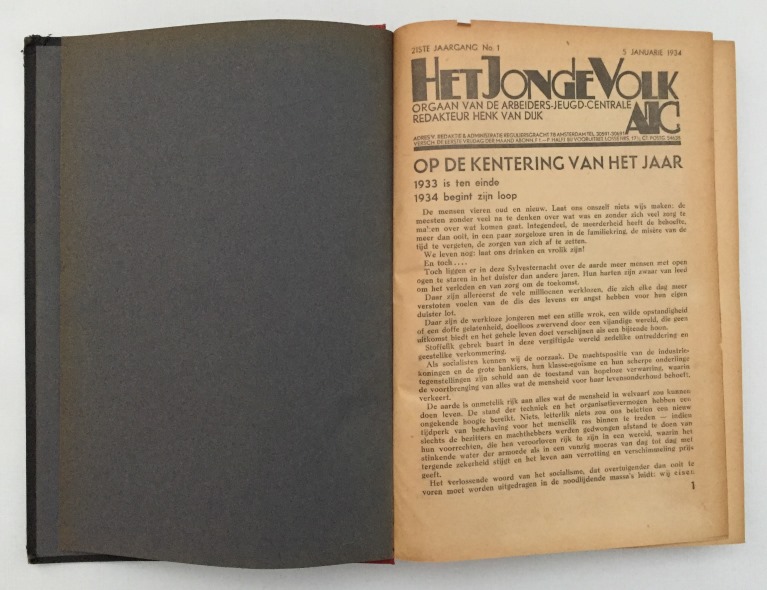 21STE JAARGANG No. 1 5 JANUARIE 1934
HET JONGE VOLK
ORGAAN VAN DE ARBEIDERS-JEUGD-CENTRALE
REDAKTEUR HENK VAN DIJK
AJC
ADRES V. REDAKTIE & ADMINISTRATIE REGULIERSGRACHT 78 AMSTERDAM TEL.
VERSCH. DE EERSTE VRIJDAG DER MAAND
OP DE KENTERING VAN HET JAAR
1933 is ten einde
1934 begint zijn loop
De mensen vieren oud en nieuw. Laat ons onszelf niets wijs maken: de
meesten zonder veel na te denken over wat was en zonder zich veel zorg te
maken over wat komen gaat. Integendeel, de meerderheid heeft de behoefte,
meer dan ooit, in een paar zorgeloze uren in de familiekring, de misère van de
tijd te vergeten, de zorgen van zich af te zetten.
We leven nog: laat ons drinken en vrolik zijn!
En toch....
Toch liggen er in deze Sylvesternacht over de aarde meer mensen met open
ogen te staren in het duister dan andere jaren. Hun harten zijn zwaar van leed
om het verleden en van zorg om de toekomst.
Daar zijn allereerst de vele millioenen werklozen, die zich elke dag meer
verstoten voelen van de dis des levens en angst hebben voor hun eigen
duister lot.
Daar zijn de werkloze jongeren met een stille wrok, een wilde opstandigheid
of een doffe gelatenheid, doelloos zwervend door een vijandige wereld, die geen
uitkomst biedt en het gehele leven doet verschijnen als een bijtende hoon.
Stoffelik gebrek baart in deze vergiftigde wereld zedelike ontreddering en
geestelike verkommering.
Als socialisten kennen wij de oorzaak. De machtspositie van de industrie-
koningen en de grote bankiers, hun klasse-egoïsme en hun scherpe onderlinge
tegenstellingen zijn schuld aan de toestand van hopeloze verwarring, waarin
de voortbrenging van alles wat de mensheid voor haar levensonderhoud behoeft,
verkeert.
De aarde is onmetelik rijk aan alles wat de mensheid in welvaart zou kunnen
doen leven. De stand der techniek en het organisatievermogen hebben een
ongekende hoogte bereikt. Niets, letterlik niets zou ons beletten een nieuw
tijdperk van beschaving voor het menselik ras binnen te treden — indien
slechts de bezitters en machthebbers werden gedwongen afstand te doen van
hun voorrechten, die hen veroorloven rijk te zijn in een wereld, waarin het
stinkende water der armoede als in een vunzig moeras van dag tot dag met
tergende zekerheid stijgt en het leven aan verrotting en verschimmeling prijs
geeft.
Het verlossende woord van het socialisme, dat overtuigender dan ooit te
voren moet worden uitgedragen in de noodlijdende massa's luidt: wij eisen
1